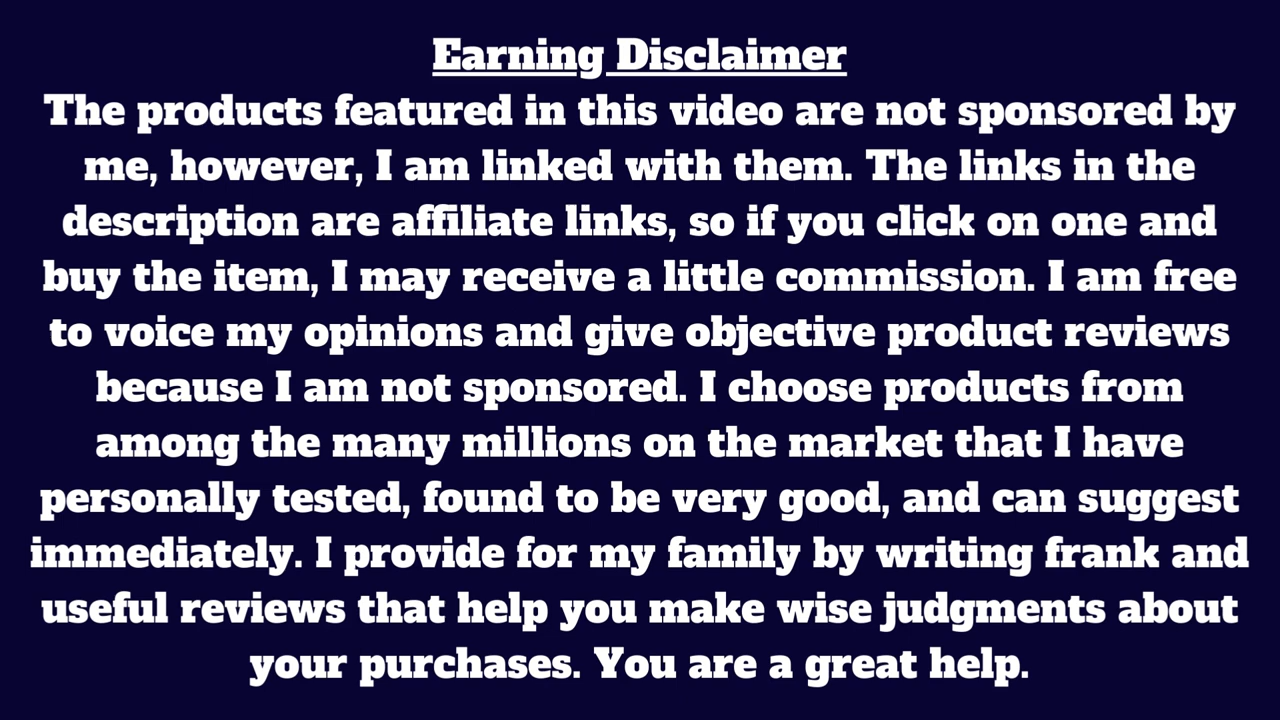 Earning Disclaimer
The products featured in this video are not sponsored by
me, however, I am linked with them. The links in the
description are affiliate links, so if you click on one and
buy the item, I may receive a little commission. I am free
to voice my opinions and give objective product reviews
because I am not sponsored. I choose products from
among the many millions on the market that I have
personally tested, found to be very good, and can suggest
immediately. I provide for my family by writing frank and
useful reviews that help you make wise judgments about
your purchases. You are a great help.